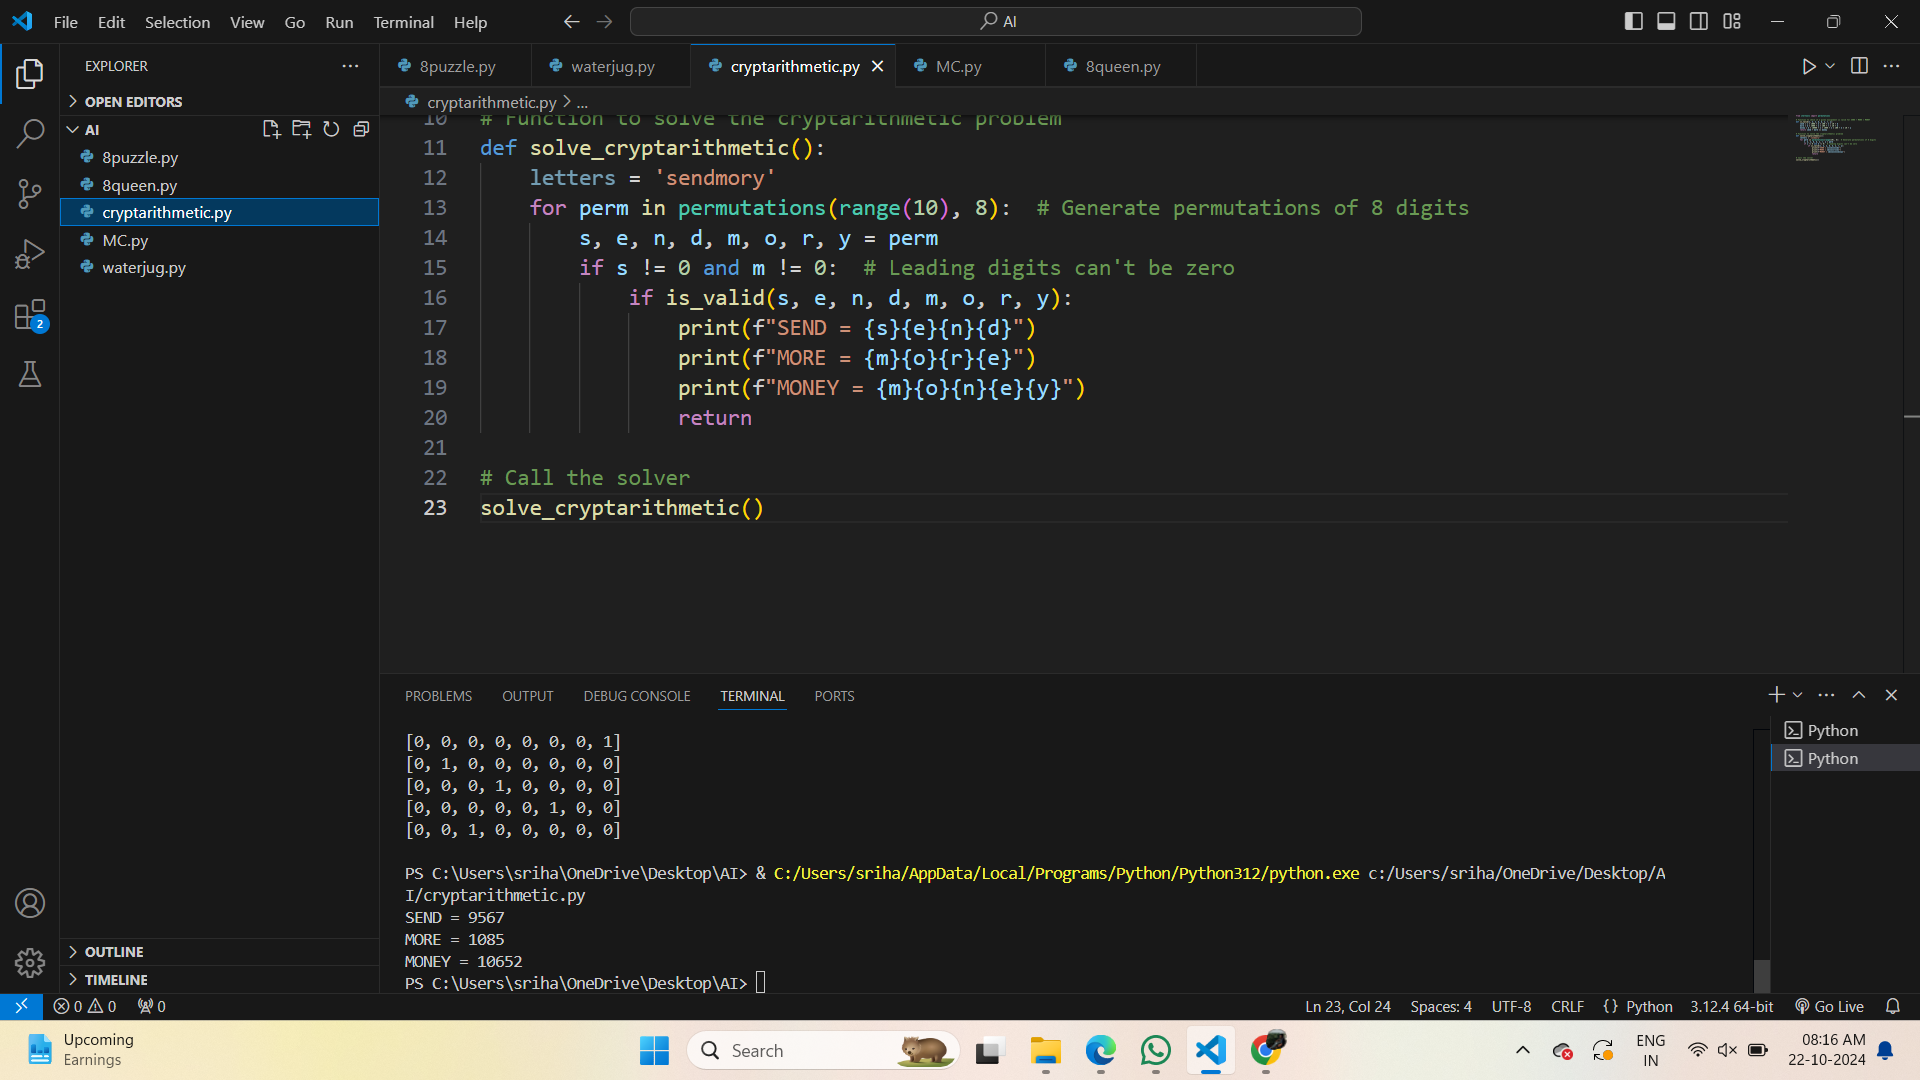 File Edit Selection View Go Run Terminal Help
AI
EXPLORER
OPEN EDITORS
AI
8puzzle.py
8queen.py
cryptarithmetic.py
MC.py
waterjug.py
OUTLINE
TIMELINE
2
8puzzle.py waterjug.py cryptarithmetic.py MC.py 8queen.py
cryptarithmetic.py > ...
10 # Function to solve the cryptarithmetic problem
11 def solve_cryptarithmetic():
12 letters = 'sendmory'
13 for perm in permutations(range(10), 8):  # Generate permutations of 8 digits
14 s, e, n, d, m, o, r, y = perm
15 if s != 0 and m != 0:  # Leading digits can't be zero
16 if is_valid(s, e, n, d, m, o, r, y):
17 print(f"SEND = {s}{e}{n}{d}")
18 print(f"MORE = {m}{o}{r}{e}")
19 print(f"MONEY = {m}{o}{n}{e}{y}")
20 return
21
22 # Call the solver
23 solve_cryptarithmetic()
PROBLEMS OUTPUT DEBUG CONSOLE TERMINAL PORTS
[0, 0, 0, 0, 0, 0, 0, 1]
[0, 1, 0, 0, 0, 0, 0, 0]
[0, 0, 0, 1, 0, 0, 0, 0]
[0, 0, 0, 0, 0, 1, 0, 0]
[0, 0, 1, 0, 0, 0, 0, 0]
PS C:\Users\sriha\OneDrive\Desktop\AI> & C:/Users/sriha/AppData/Local/Programs/Python/Python312/python.exe c:/Users/sriha/OneDrive/Desktop/A
I/cryptarithmetic.py
SEND = 9567
MORE = 1085
MONEY = 10652
PS C:\Users\sriha\OneDrive\Desktop\AI>
Python
Python
0 0 0
Ln 23, Col 24 Spaces: 4 UTF-8 CRLF {} Python 3.12.4 64-bit Go Live
Upcoming
Earnings
Search
ENG
IN
08:16 AM
22-10-2024